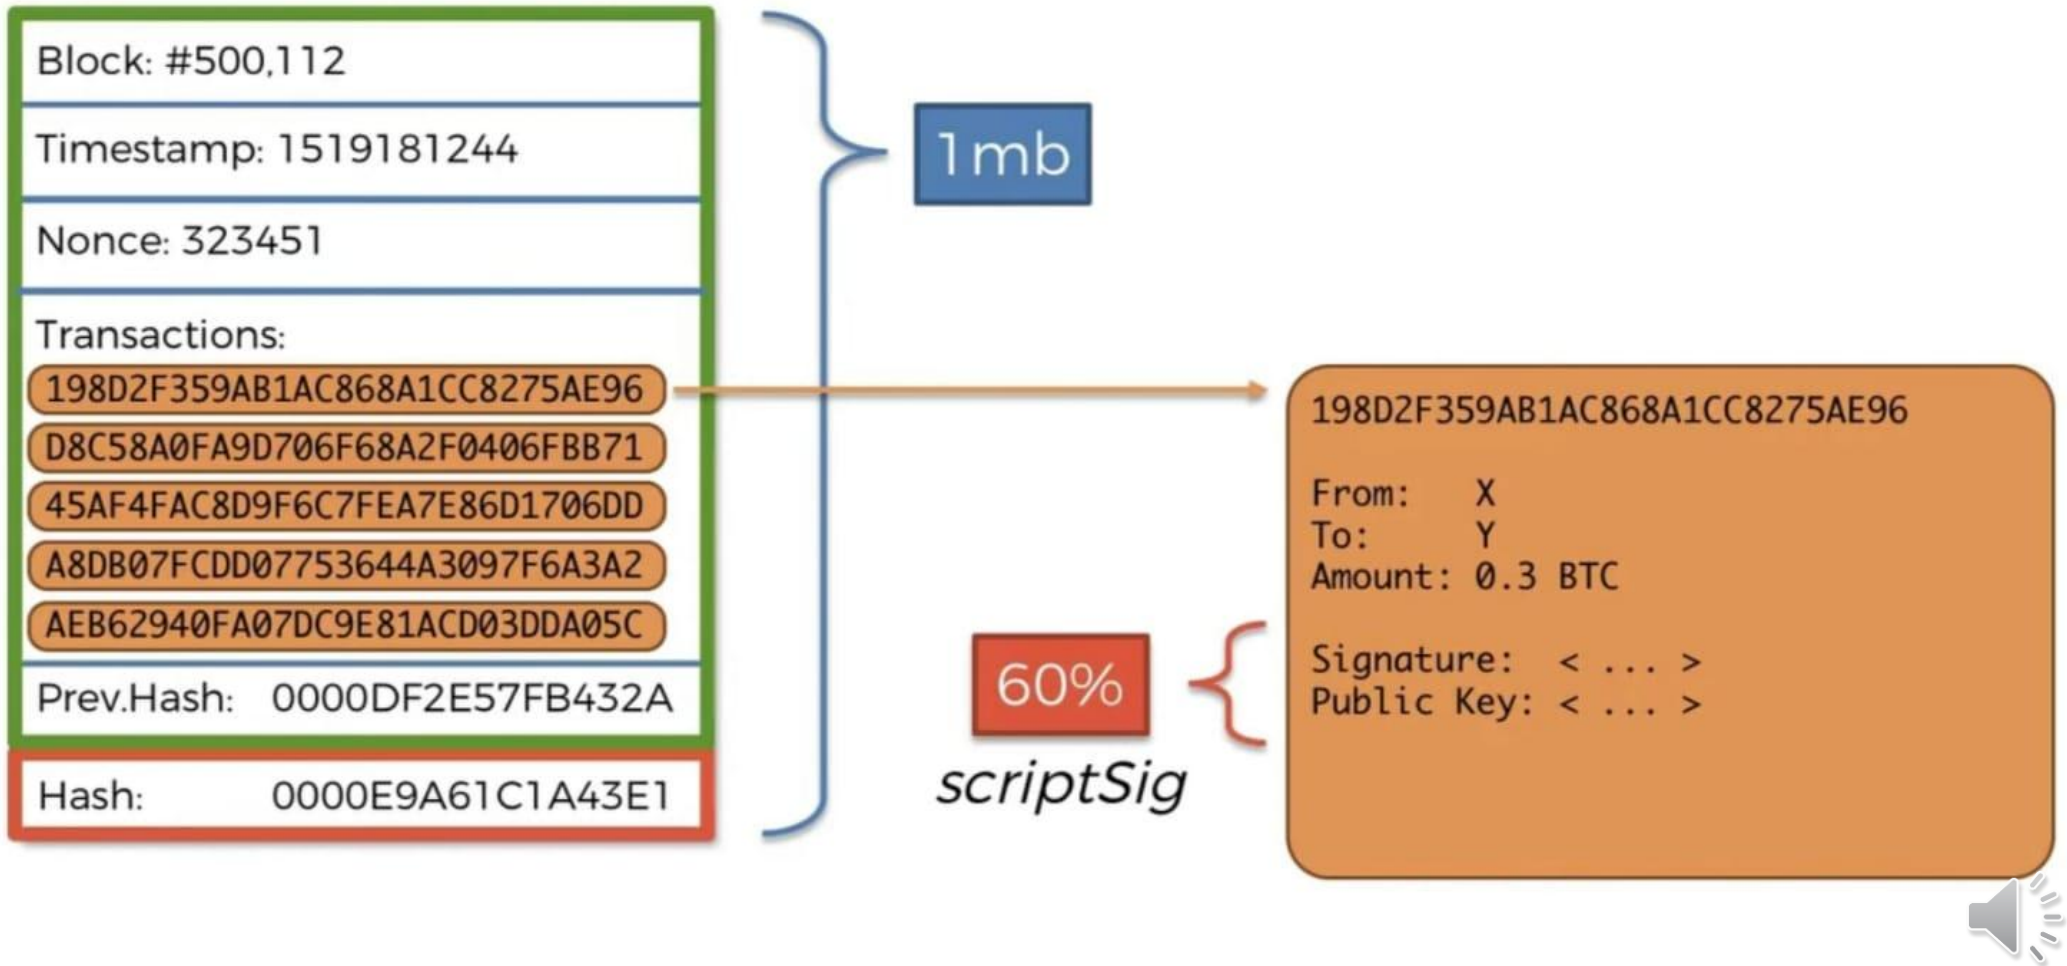 Block: #500,112
Timestamp: 1519181244
Nonce: 323451
Transactions:
198D2F359AB1AC868A1CC8275AE96
D8C58A0FA9D706F68A2F0406FBB71
45AF4FAC8D9F6C7FEA7E86D1706DD
A8DB07FCDD07753644A3097F6A3A2
AEB62940FA07DC9E81ACD03DDA05C
Prev.Hash: 0000DF2E57FB432A
Hash: 0000E9A61C1A43E1
1mb
60%
scriptSig
198D2F359AB1AC868A1CC8275AE96
From: X
To: Y
Amount: 0.3 BTC
Signature: < ... >
Public Key: < ... >